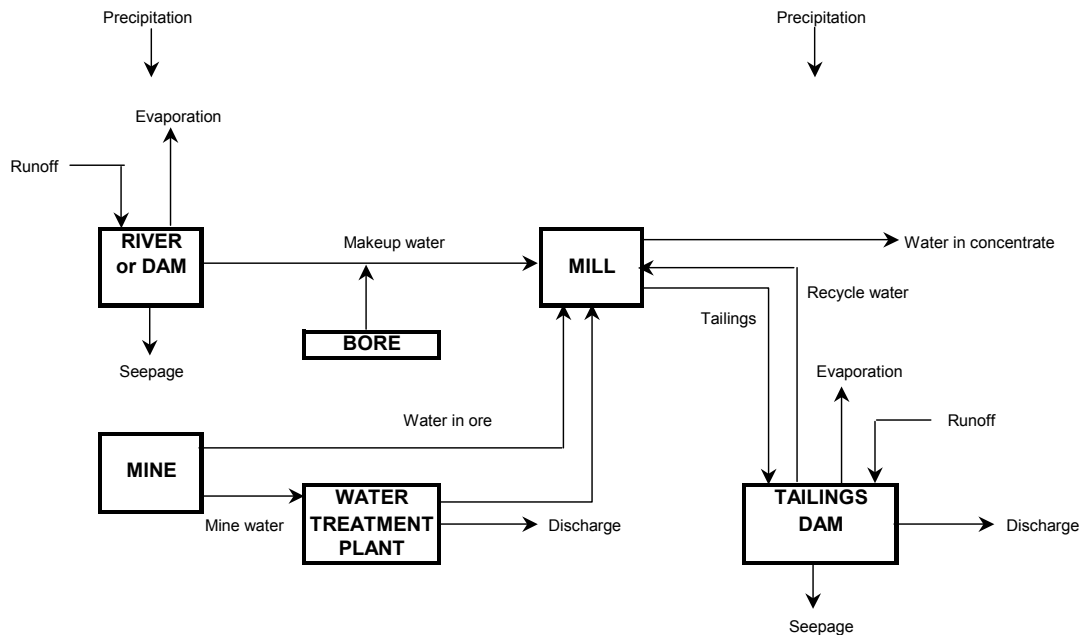 Precipitation
Precipitation
Evaporation
Runoff
RIVER
or DAM
Makeup water
MILL
Water in concentrate
Recycle water
Tailings
BORE
Seepage
Evaporation
Water in ore
Runoff
MINE
Mine water
WATER
TREATMENT
PLANT
Discharge
TAILINGS
DAM
Discharge
Seepage